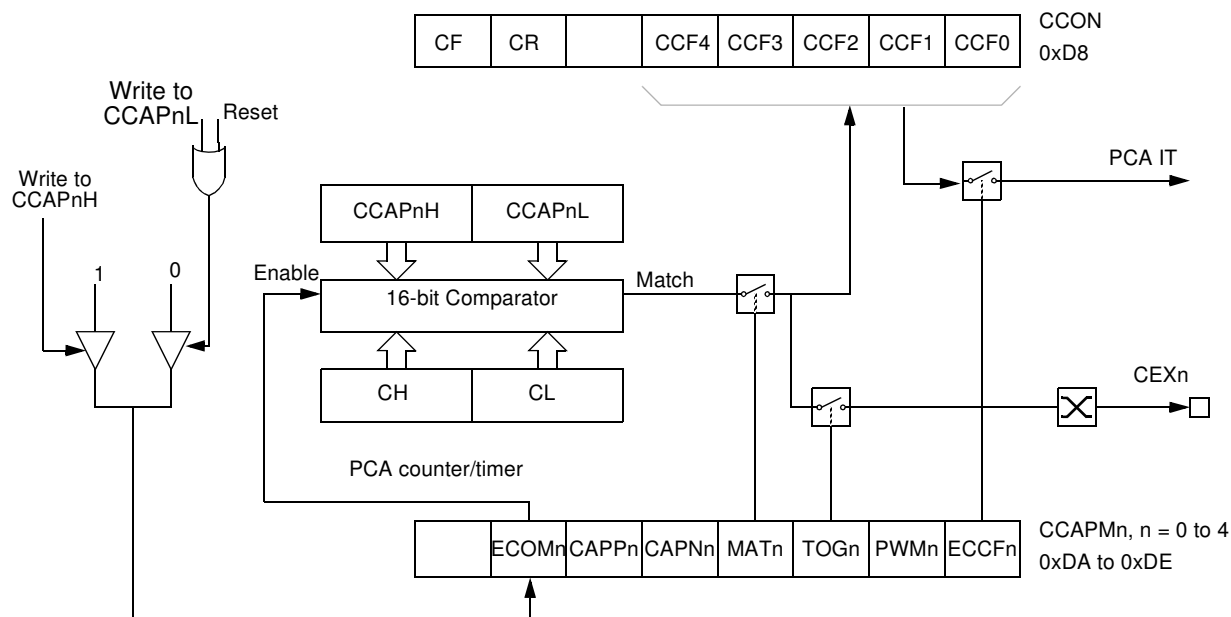 CF CR CCF4 CCF3 CCF2 CCF1 CCF0
CCON
0xD8
Write to
CCAPnL
Reset
Write to
CCAPnH
PCA IT
CCAPnH CCAPnL
1 0
Enable
16-bit Comparator
Match
CH CL
CEXn
PCA counter/timer
ECOMn CAPPn CAPNn MATn TOGn PWMn ECCFn
CCAPMn, n = 0 to 4
0xDA to 0xDE